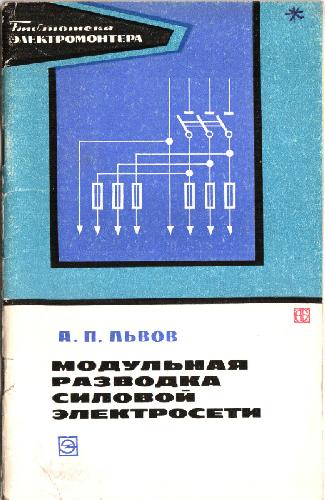 Библиотека
ЭЛЕКТРОМОНТЕРА
А. П. ЛЬВОВ
МОДУЛЬНАЯ
РАЗВОДКА
СИЛОВОЙ
ЭЛЕКТРОСЕТИ